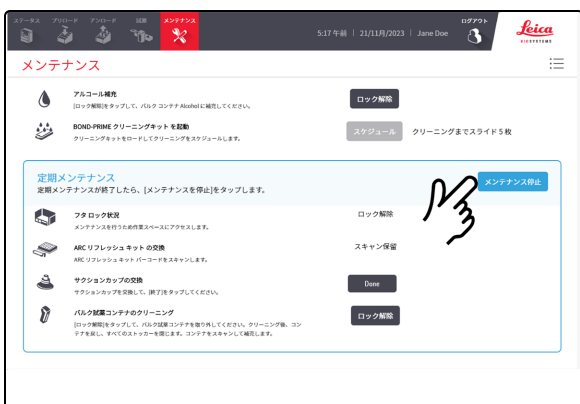 ステータス プリロード アンロード 試薬 メンテナンス
5:17 午前 | 21/11月/2023 | Jane Doe
ログアウト
Leica
BIOSYSTEMS
メンテナンス
アルコール補充
[ロック解除]をタップして、バルク コンテナ Alcoholに補充してください。
ロック解除
BOND-PRIME クリーニングキット を起動
クリーニングキットをロードしてクリーニングをスケジュールします。
スケジュール クリーニングまでスライド 5 枚
定期メンテナンス
定期メンテナンスが終了したら、[メンテナンスを停止]をタップします。
メンテナンス停止
フタ ロック状況
メンテナンスを行うため作業スペースにアクセスします。
ロック解除
ARC リフレッシュ キット の交換
ARC リフレッシュ キット バーコードをスキャンします。
スキャン保留
サクションカップの交換
サクションカップを交換して、[終了]をタップしてください。
Done
バルク試薬コンテナのクリーニング
[ロック解除]をタップして、バルク試薬コンテナを取り外してください。クリーニング後、コン
テナを戻し、すべてのストッカーを閉じます。コンテナをスキャンして補充します。
ロック解除